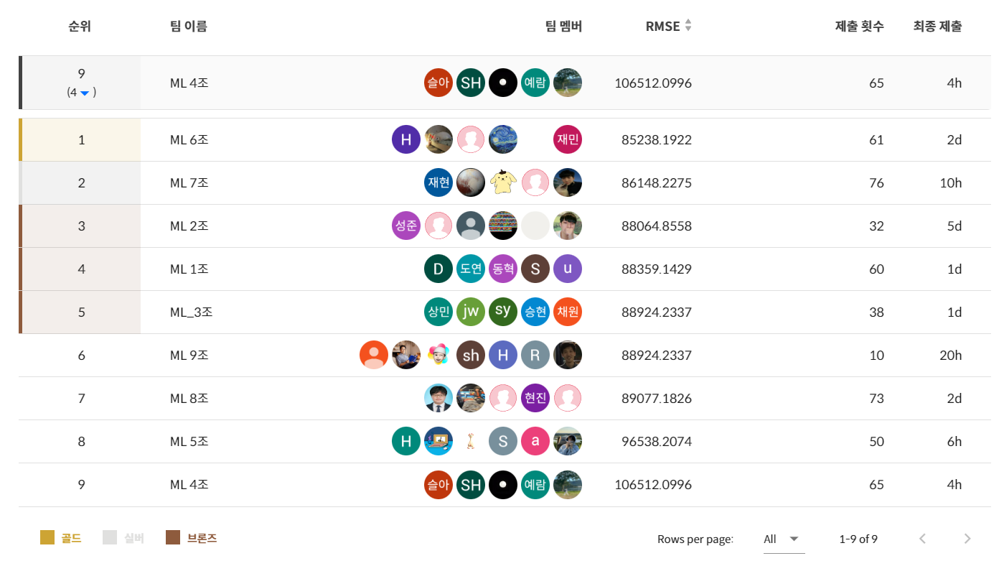 순위 팀 이름 팀 멤버 RMSE 제출 횟수 최종 제출
9 (4 ) ML 4조 슬아 SH 예람 106512.0996 65 4h
1 ML 6조 H 재민 85238.1922 61 2d
2 ML 7조 재현 86148.2275 76 10h
3 ML 2조 성준 88064.8558 32 5d
4 ML 1조 D 도연 동혁 S u 88359.1429 60 1d
5 ML_3조 상민 jw sy 승현 채원 88924.2337 38 1d
6 ML 9조 sh H R 88924.2337 10 20h
7 ML 8조 현진 89077.1826 73 2d
8 ML 5조 H S a 96538.2074 50 6h
9 ML 4조 슬아 SH 예람 106512.0996 65 4h
골드 실버 브론즈 Rows per page: All 1-9 of 9